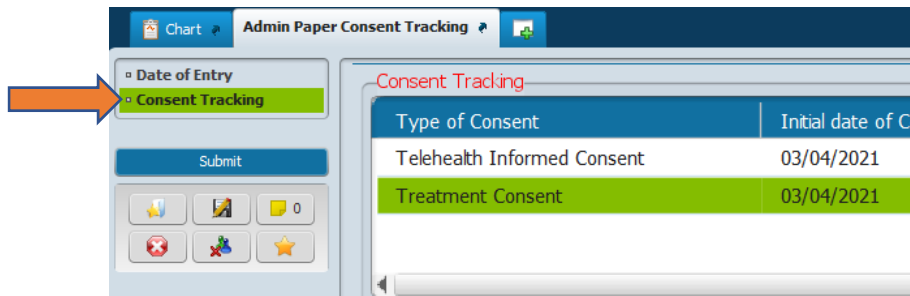 Chart
Admin Paper Consent Tracking
Date of Entry
Consent Tracking
Submit
0
Consent Tracking
Type of Consent Initial date of C
Telehealth Informed Consent 03/04/2021
Treatment Consent 03/04/2021